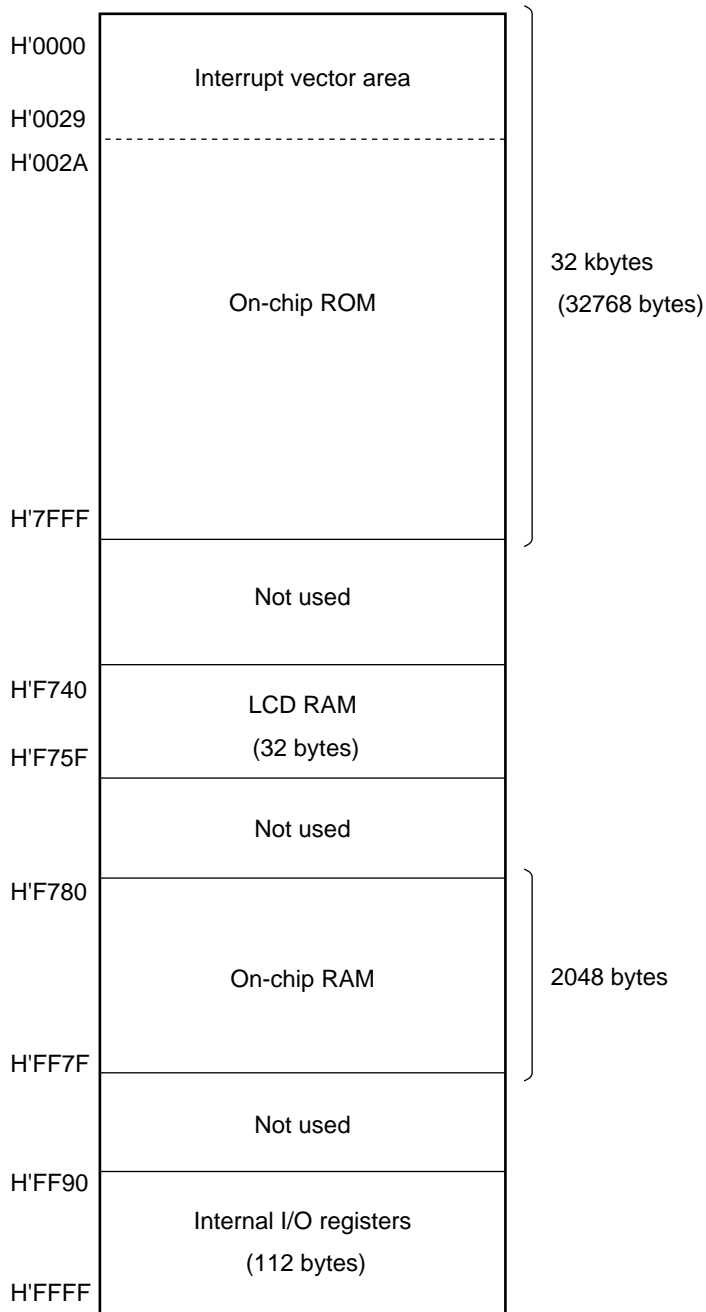 H'0000
Interrupt vector area
H'0029
H'002A
On-chip ROM
32 kbytes
(32768 bytes)
H'7FFF
Not used
H'F740
LCD RAM
(32 bytes)
H'F75F
Not used
H'F780
On-chip RAM
2048 bytes
H'FF7F
Not used
H'FF90
Internal I/O registers
(112 bytes)
H'FFFF